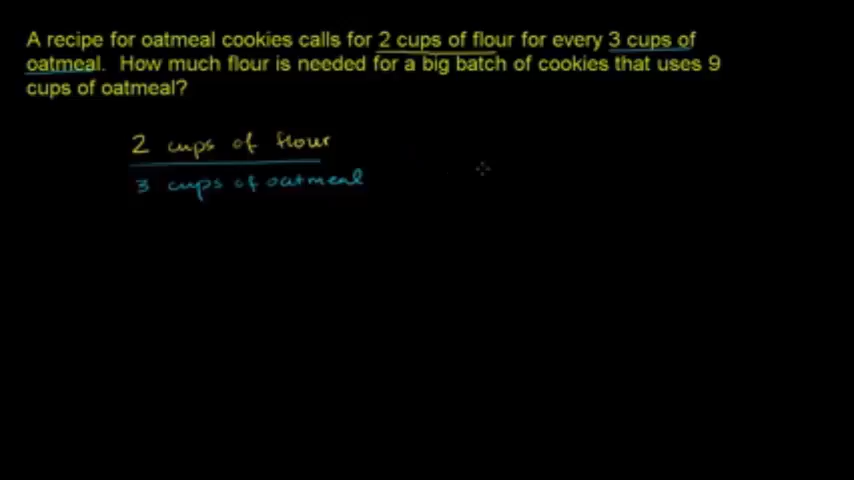 A recipe for oatmeal cookies calls for 2 cups of flour for every 3 cups of
oatmeal.  How much flour is needed for a big batch of cookies that uses 9
cups of oatmeal?
2 cups of flour
3 cups of oatmeal